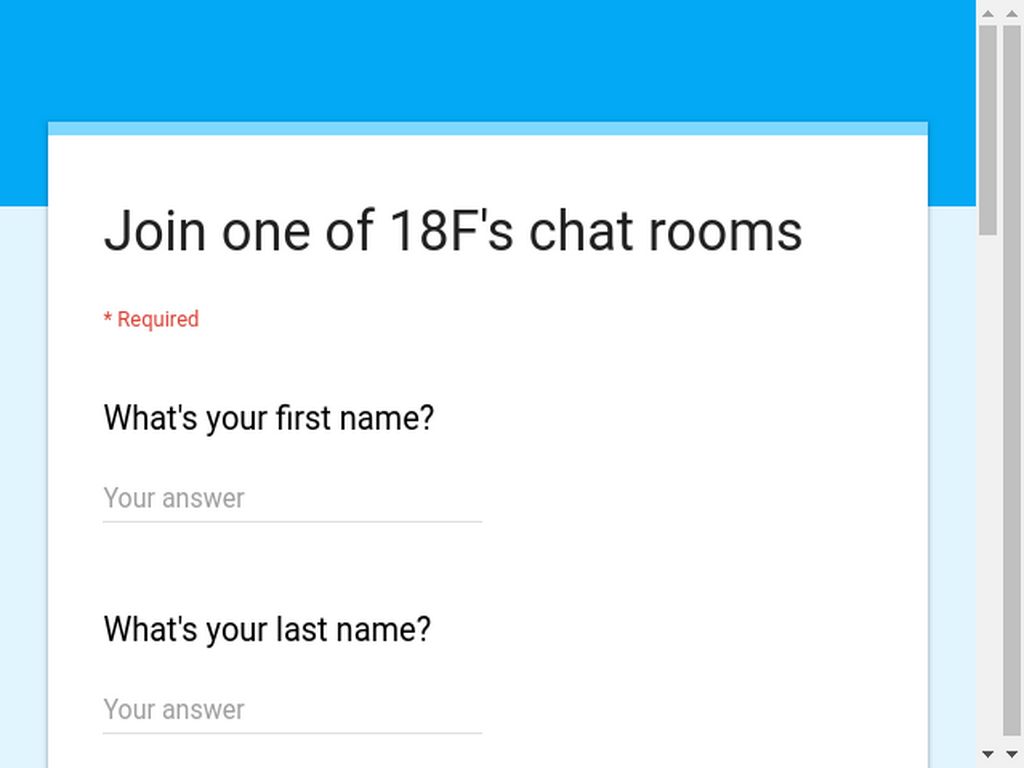 Join one of 18F's chat rooms
* Required
What's your first name?
Your answer
What's your last name?
Your answer